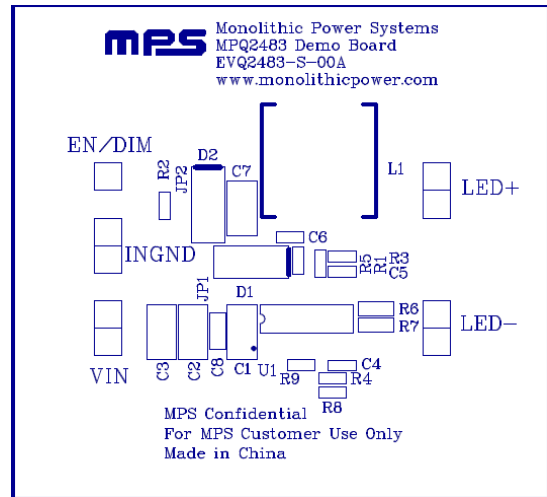 mps
Monolithic Power Systems
MPQ2483 Demo Board
EVQ2483-S-00A
www.monolithicpower.com
EN/DIM
R2
JP2
D2
C7
L1
LED+
INGND
C6
R5
R1
R3
C5
JP1
D1
R6
R7
LED-
VIN
C3
C2
C8
C1
U1
R9
C4
R4
R8
MPS Confidential
For MPS Customer Use Only
Made in China